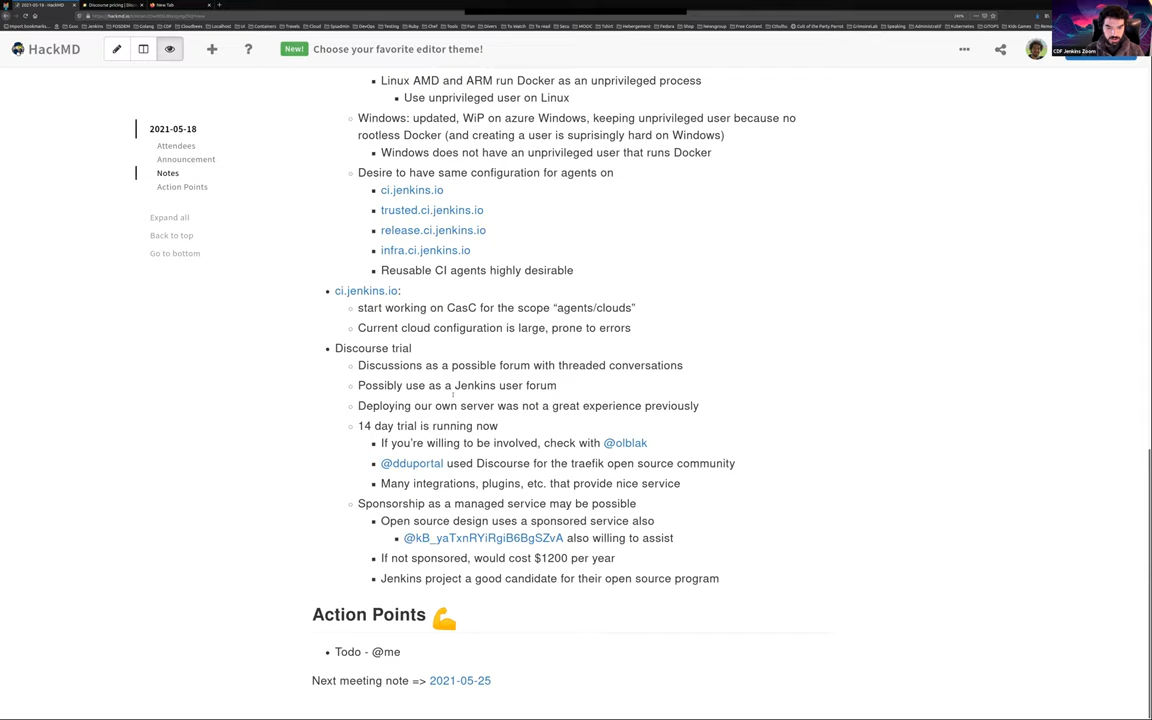 2021-05-18 - HackMD
Discourse pricing | Disc
New Tab
HackMD
New!
Choose your favorite editor theme!
CDF Jenkins Zoom
2021-05-18
Attendees
Announcement
Notes
Action Points
Expand all
Back to top
Go to bottom
Linux AMD and ARM run Docker as an unprivileged process
Use unprivileged user on Linux
Windows: updated, WiP on azure Windows, keeping unprivileged user because no
rootless Docker (and creating a user is suprisingly hard on Windows)
Windows does not have an unprivileged user that runs Docker
Desire to have same configuration for agents on
ci.jenkins.io
trusted.ci.jenkins.io
release.ci.jenkins.io
infra.ci.jenkins.io
Reusable CI agents highly desirable
ci.jenkins.io:
start working on CasC for the scope “agents/clouds”
Current cloud configuration is large, prone to errors
Discourse trial
Discussions as a possible forum with threaded conversations
Possibly use as a Jenkins user forum
Deploying our own server was not a great experience previously
14 day trial is running now
If you’re willing to be involved, check with @olblak
@dduportal used Discourse for the traefik open source community
Many integrations, plugins, etc. that provide nice service
Sponsorship as a managed service may be possible
Open source design uses a sponsored service also
@kB_yaTxnRYiRgiB6BgSZvA also willing to assist
If not sponsored, would cost $1200 per year
Jenkins project a good candidate for their open source program
Action Points 💪
Todo - @me
Next meeting note => 2021-05-25